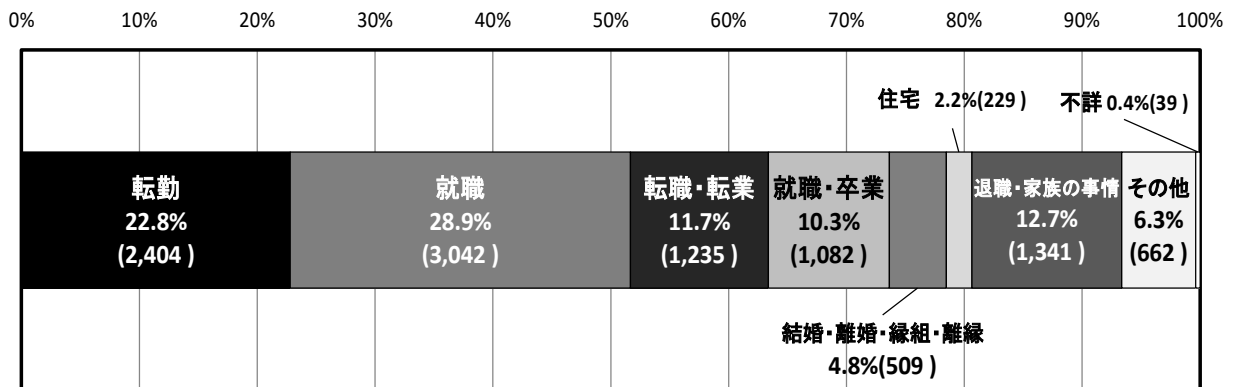 0% 10% 20% 30% 40% 50% 60% 70% 80% 90% 100%
住宅 2.2%(229 )
不詳 0.4%(39 )
転勤
22.8%
(2,404 )
就職
28.9%
(3,042 )
転職・転業
11.7%
(1,235 )
就職・卒業
10.3%
(1,082 )
退職・家族の事情
12.7%
(1,341 )
その他
6.3%
(662 )
結婚・離婚・縁組・離縁
4.8%(509 )